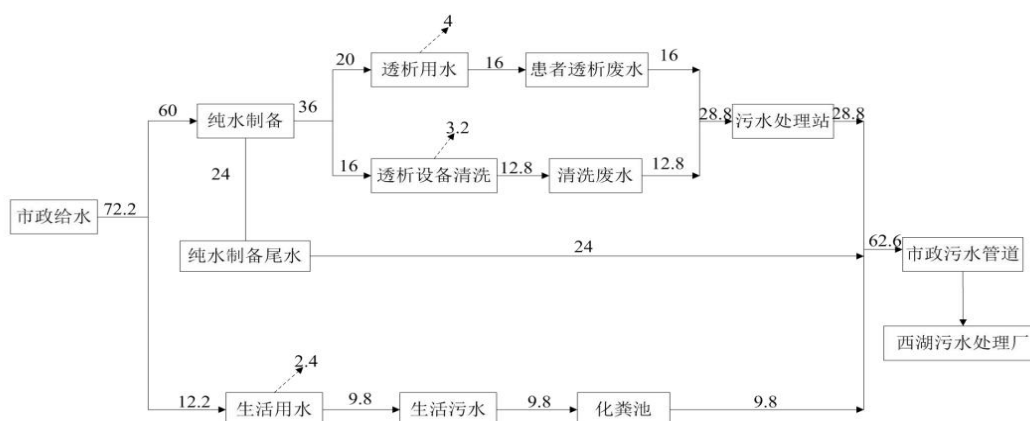 4
20
透析用水
16
患者透析废水
16
60
纯水制备
36
28.8
污水处理站
28.8
3.2
16
透析设备清洗
12.8
清洗废水
12.8
24
市政给水
72.2
纯水制备尾水
24
62.6
市政污水管道
西湖污水处理厂
2.4
12.2
生活用水
9.8
生活污水
9.8
化粪池
9.8